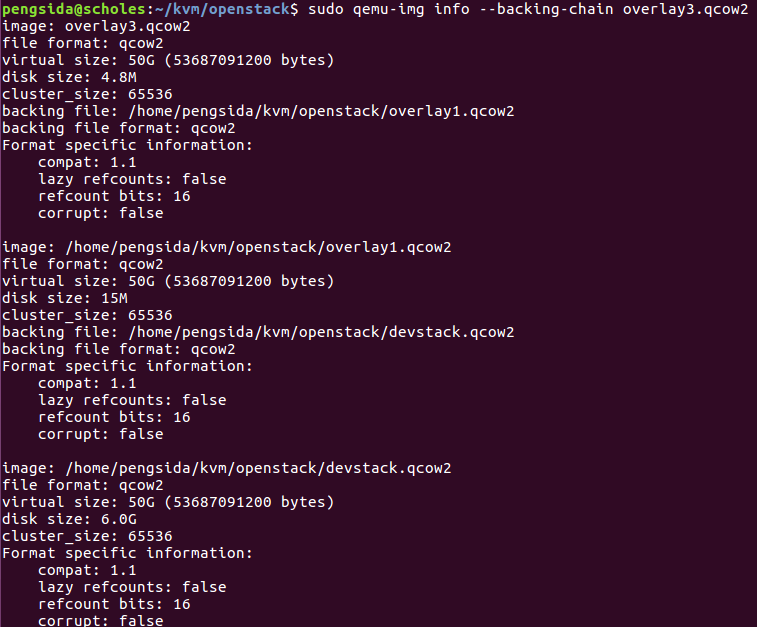 pengsida@scholes:~/kvm/openstack$ sudo qemu-img info --backing-chain overlay3.qcow2
image: overlay3.qcow2
file format: qcow2
virtual size: 50G (53687091200 bytes)
disk size: 4.8M
cluster_size: 65536
backing file: /home/pengsida/kvm/openstack/overlay1.qcow2
backing file format: qcow2
Format specific information:
    compat: 1.1
    lazy refcounts: false
    refcount bits: 16
    corrupt: false

image: /home/pengsida/kvm/openstack/overlay1.qcow2
file format: qcow2
virtual size: 50G (53687091200 bytes)
disk size: 15M
cluster_size: 65536
backing file: /home/pengsida/kvm/openstack/devstack.qcow2
backing file format: qcow2
Format specific information:
    compat: 1.1
    lazy refcounts: false
    refcount bits: 16
    corrupt: false

image: /home/pengsida/kvm/openstack/devstack.qcow2
file format: qcow2
virtual size: 50G (53687091200 bytes)
disk size: 6.0G
cluster_size: 65536
Format specific information:
    compat: 1.1
    lazy refcounts: false
    refcount bits: 16
    corrupt: false